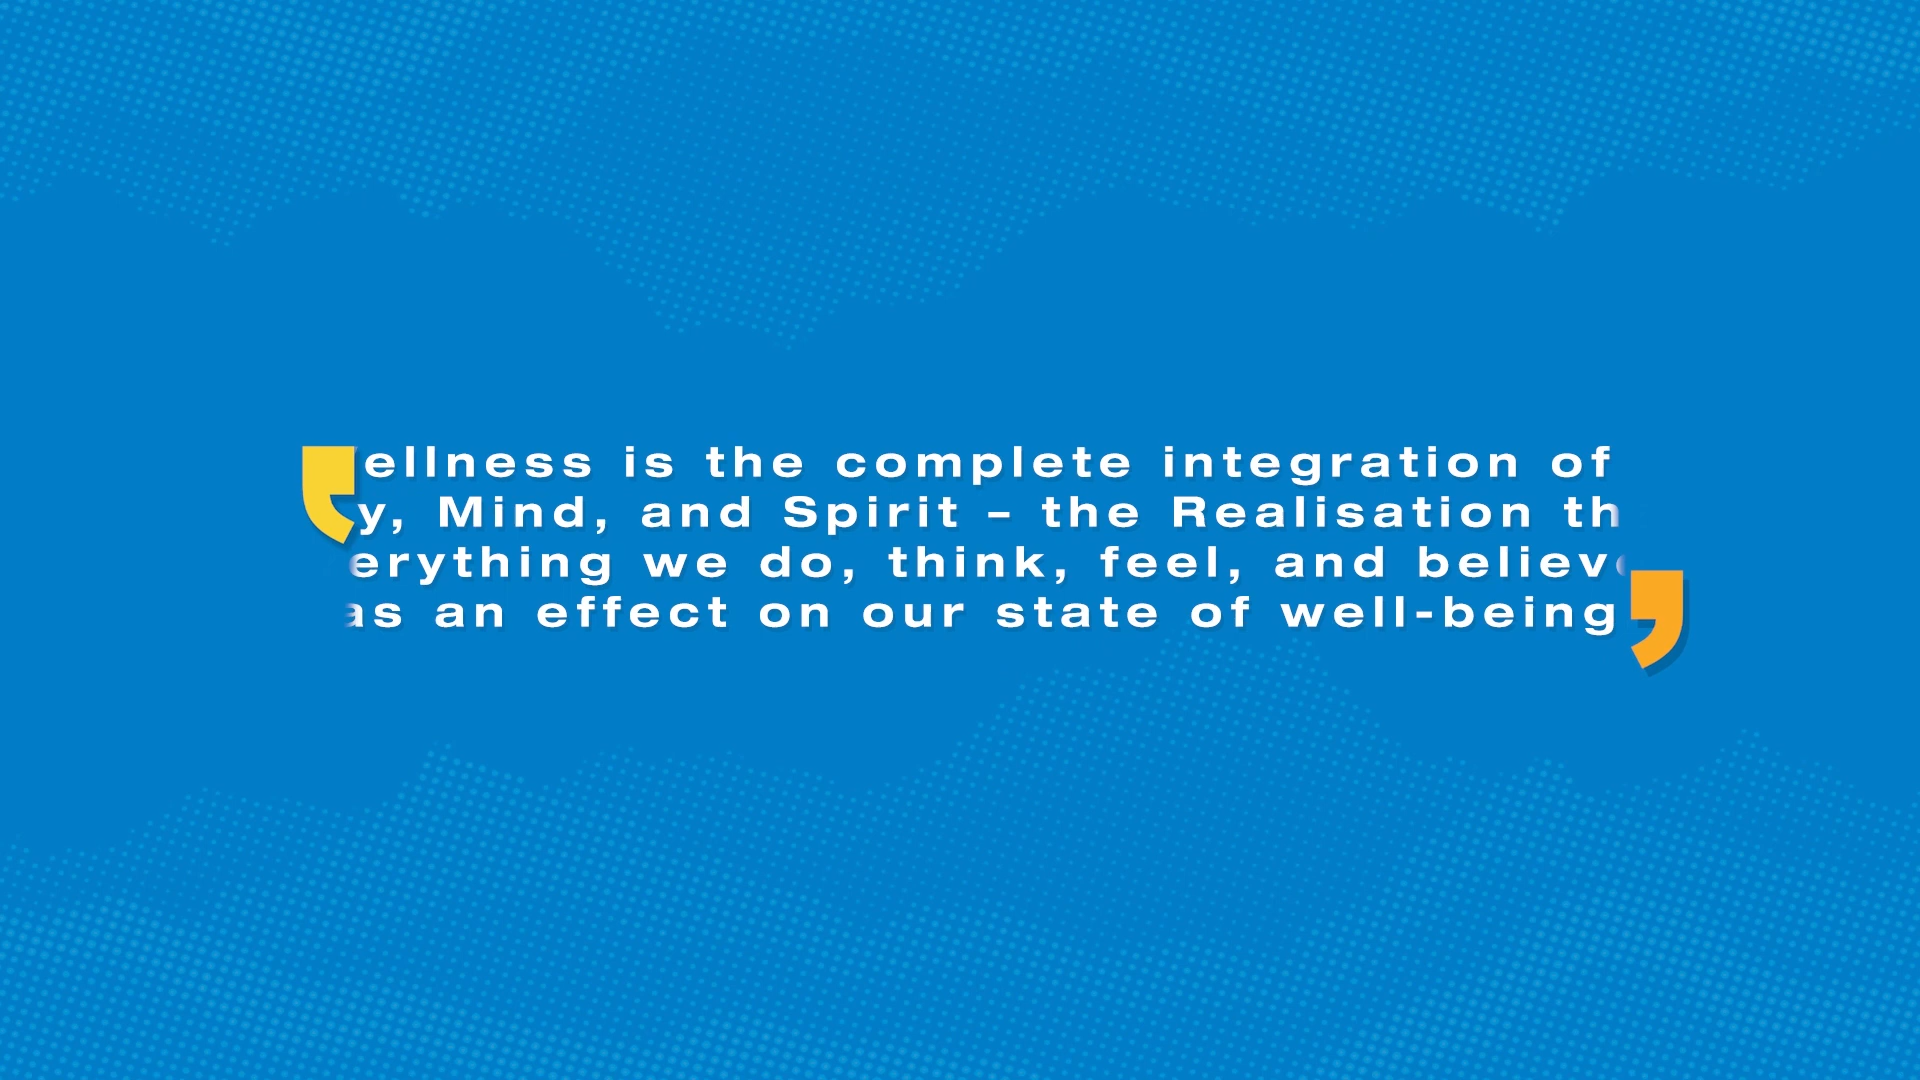 ellness is the complete integration of
y, Mind, and Spirit – the Realisation th
erything we do, think, feel, and believ
as an effect on our state of well-being